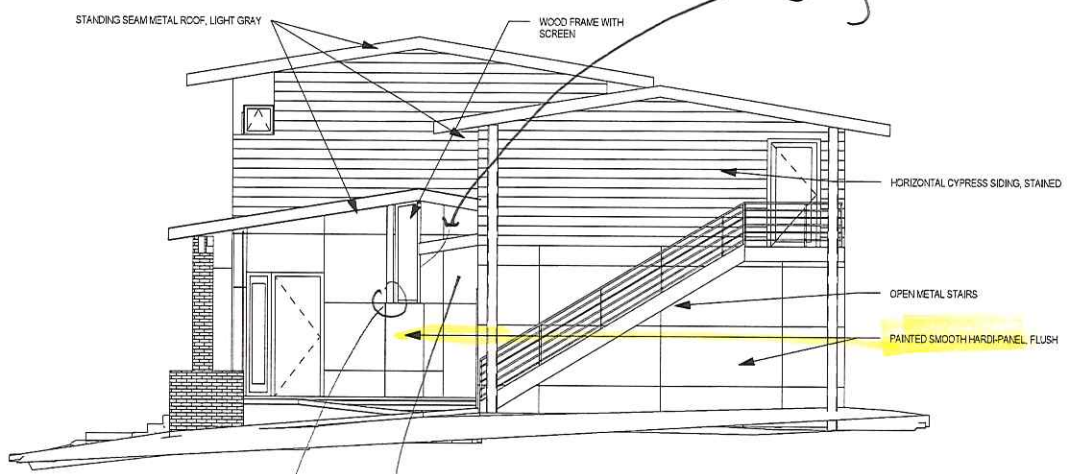 STANDING SEAM METAL ROOF, LIGHT GRAY
WOOD FRAME WITH
SCREEN
HORIZONTAL CYPRESS SIDING, STAINED
OPEN METAL STAIRS
PAINTED SMOOTH HARDI-PANEL, FLUSH